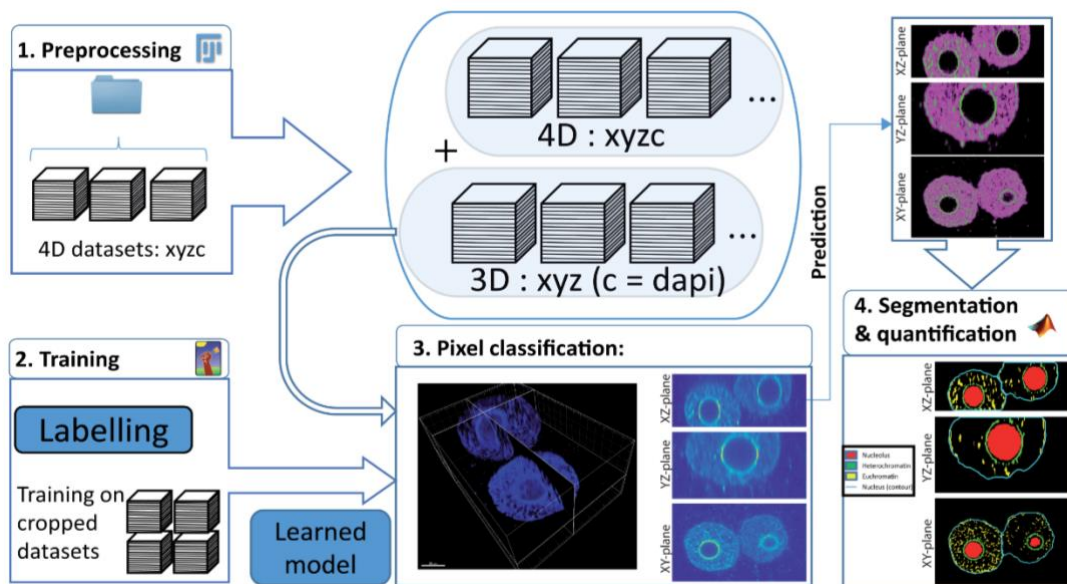 1. Preprocessing
4D datasets: xyzc
4D : xyzc
...
+
3D : xyz (c = dapi)
...
2. Training
Labelling
Training on
cropped
datasets
Learned
model
3. Pixel classification:
XZ-plane
YZ-plane
XY-plane
Prediction
XZ-plane
YZ-plane
XY-plane
4. Segmentation
& quantification
Nucleolus
Heterochromatin
Euchromatin
Nucleus (contour)
XZ-plane
YZ-plane
XY-plane